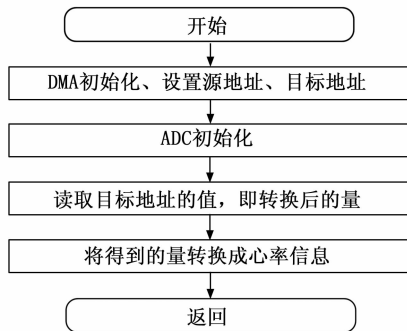 开始
DMA初始化、设置源地址、目标地址
ADC初始化
读取目标地址的值，即转换后的量
将得到的量转换成心率信息
返回